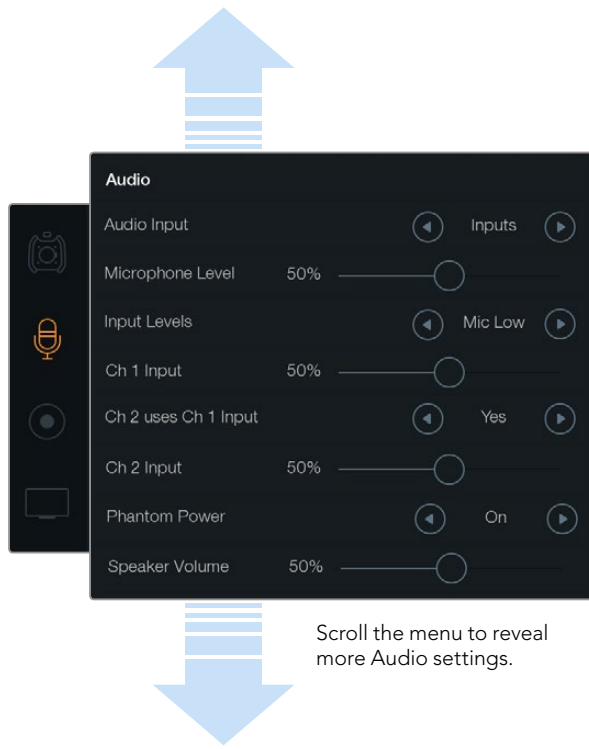 Audio
Audio Input Inputs
Microphone Level 50%
Input Levels Mic Low
Ch 1 Input 50%
Ch 2 uses Ch 1 Input Yes
Ch 2 Input 50%
Phantom Power On
Speaker Volume 50%
Scroll the menu to reveal
more Audio settings.